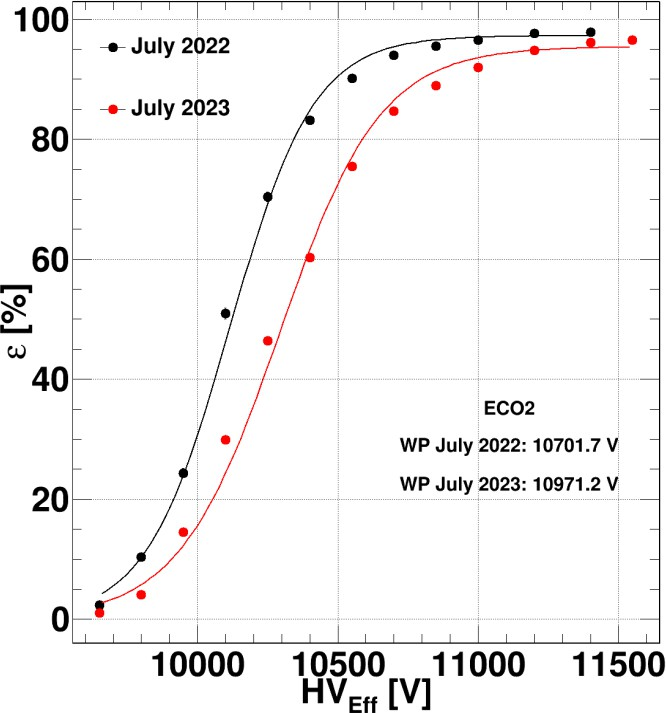 100
July 2022
July 2023
80
60
ε [%]
40
ECO2
WP July 2022: 10701.7 V
WP July 2023: 10971.2 V
20
0
10000 10500 11000 11500
HVEff [V]